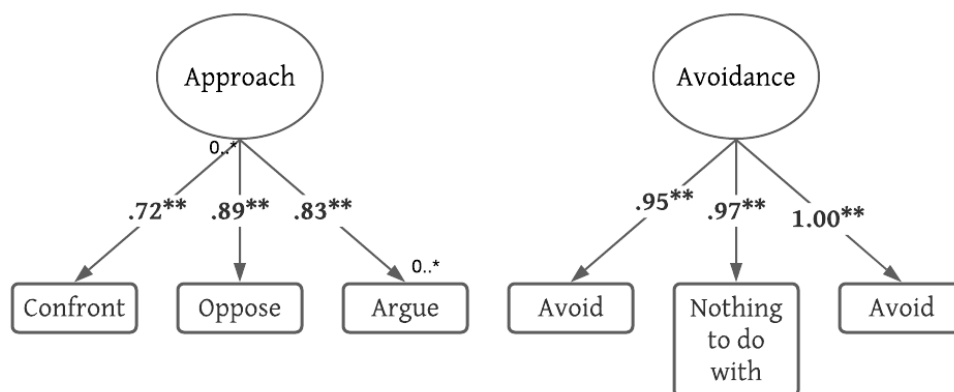 Approach
Avoidance
0..*
.72**
.89**
.83**
.95**
.97**
1.00**
0..*
Confront
Oppose
Argue
Avoid
Nothing
to do
with
Avoid